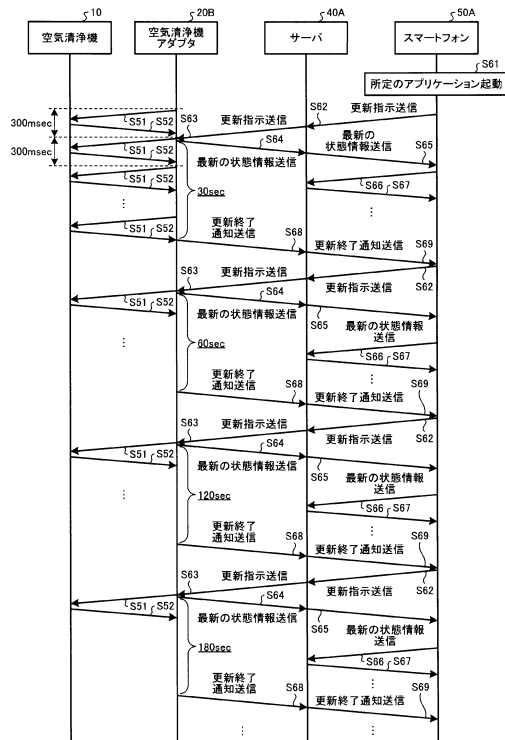 10
20B
40A
50A
空気清浄機
空気清浄機
アダプタ
サーバ
スマートフォン
S61
所定のアプリケーション起動
300msec
S51
S52
S63
更新指示送信
S62
更新指示送信
S64
最新の
状態情報送信
S65
300msec
S51
S52
最新の状態情報送信
S51
S52
30sec
S66
S67
⋮
⋮
S51
S52
更新終了
通知送信
S68
更新終了通知送信
S69
S63
更新指示送信
更新指示送信
S62
S51
S52
S64
最新の状態情報送信
S65
最新の状態情報
送信
60sec
S66
S67
⋮
⋮
更新終了
通知送信
S68
更新終了通知送信
S69
S63
更新指示送信
更新指示送信
S62
S51
S52
S64
最新の状態情報送信
S65
最新の状態情報
送信
120sec
S66
S67
⋮
⋮
更新終了
通知送信
S68
更新終了通知送信
S69
S63
更新指示送信
更新指示送信
S62
S51
S52
S64
最新の状態情報送信
S65
最新の状態情報
送信
180sec
S66
S67
⋮
更新終了
通知送信
S68
更新終了通知送信
S69
⋮
⋮